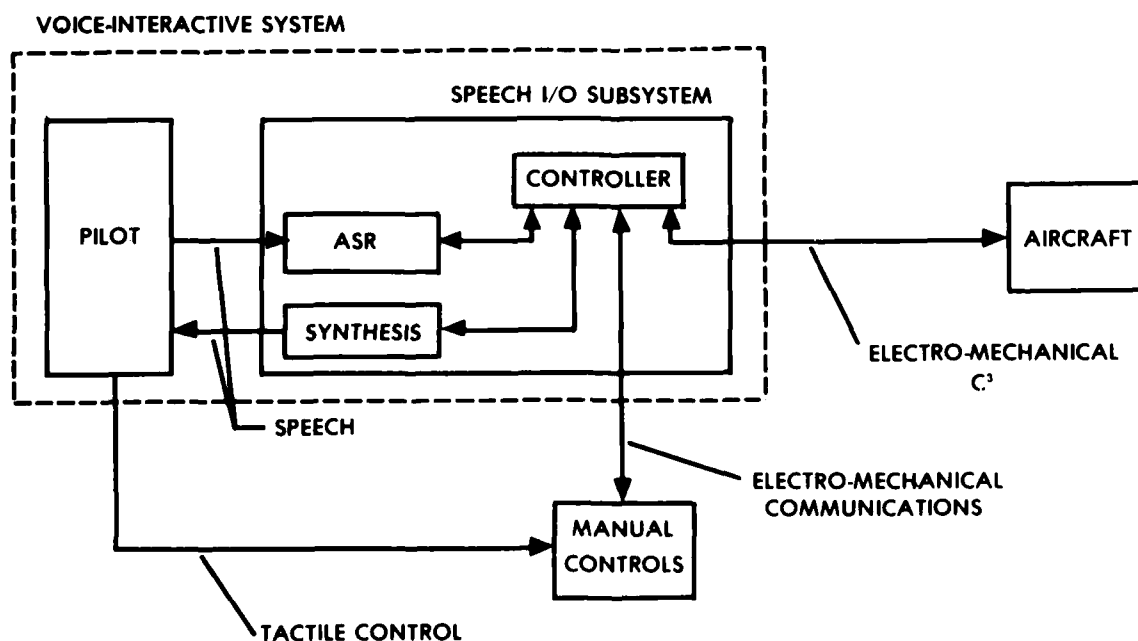 VOICE-INTERACTIVE SYSTEM
SPEECH I/O SUBSYSTEM
CONTROLLER
PILOT
ASR
AIRCRAFT
SYNTHESIS
ELECTRO-MECHANICAL
C³
SPEECH
ELECTRO-MECHANICAL
COMMUNICATIONS
MANUAL
CONTROLS
TACTILE CONTROL